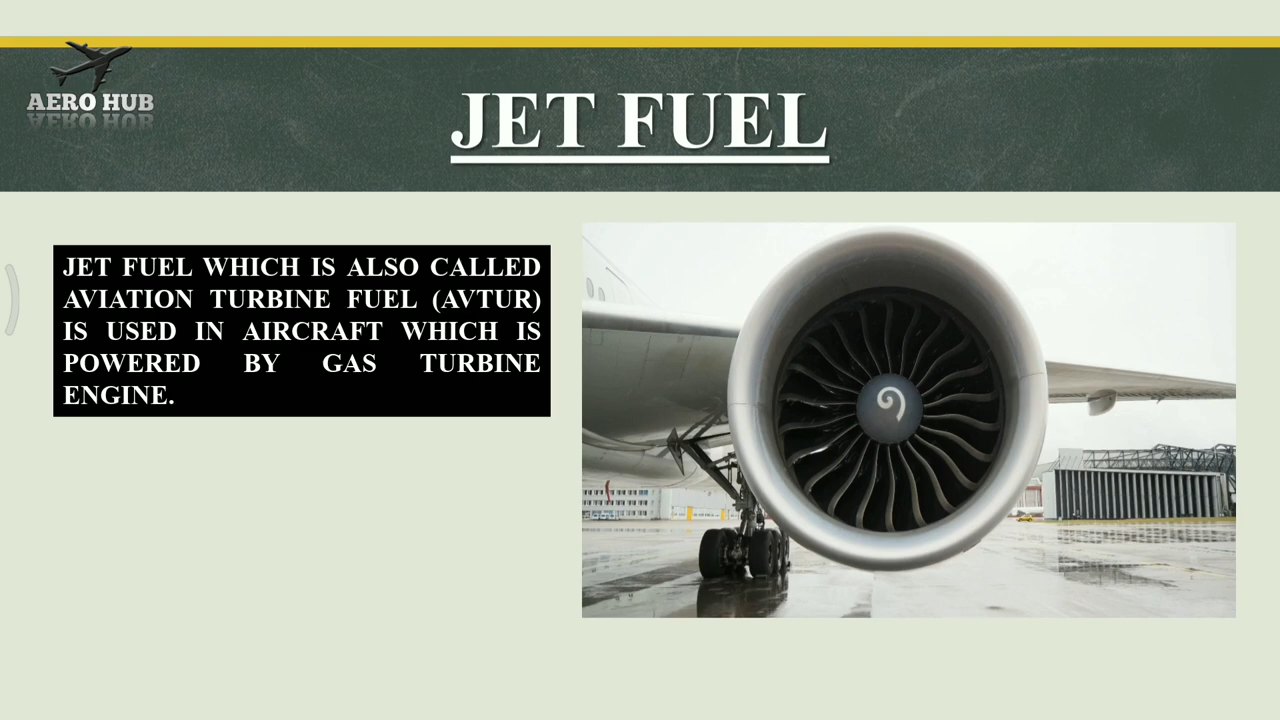 AERO HUB
JET FUEL
JET FUEL WHICH IS ALSO CALLED
AVIATION TURBINE FUEL (AVTUR)
IS USED IN AIRCRAFT WHICH IS
POWERED BY GAS TURBINE
ENGINE.